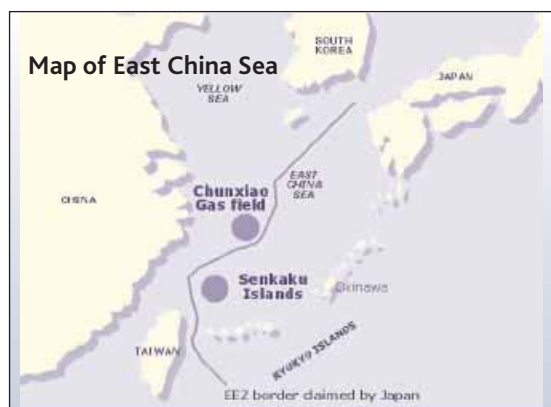 Map of East China Sea
SOUTH
KOREA
YELLOW
SEA
JAPAN
EAST
CHINA
SEA
CHINA
Chunxiao
Gas field
Senkaku
Islands
Okinawa
TAIWAN
KYUKYU ISLANDS
EEZ border claimed by Japan